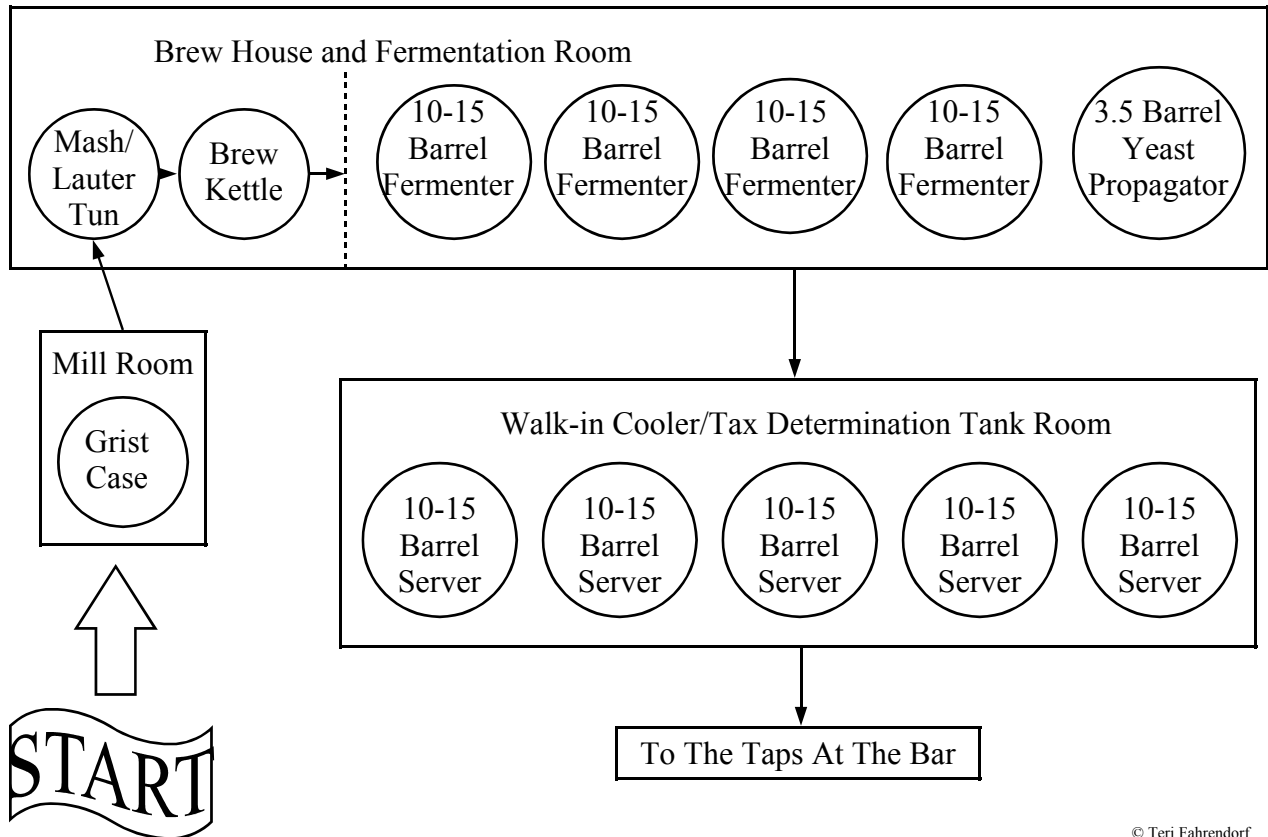 Brew House and Fermentation Room
Mash/
Lauter
Tun
Brew
Kettle
10-15
Barrel
Fermenter
10-15
Barrel
Fermenter
10-15
Barrel
Fermenter
10-15
Barrel
Fermenter
3.5 Barrel
Yeast
Propagator
Mill Room
Grist
Case
Walk-in Cooler/Tax Determination Tank Room
10-15
Barrel
Server
10-15
Barrel
Server
10-15
Barrel
Server
10-15
Barrel
Server
10-15
Barrel
Server
START
To The Taps At The Bar
© Teri Fahrendorf